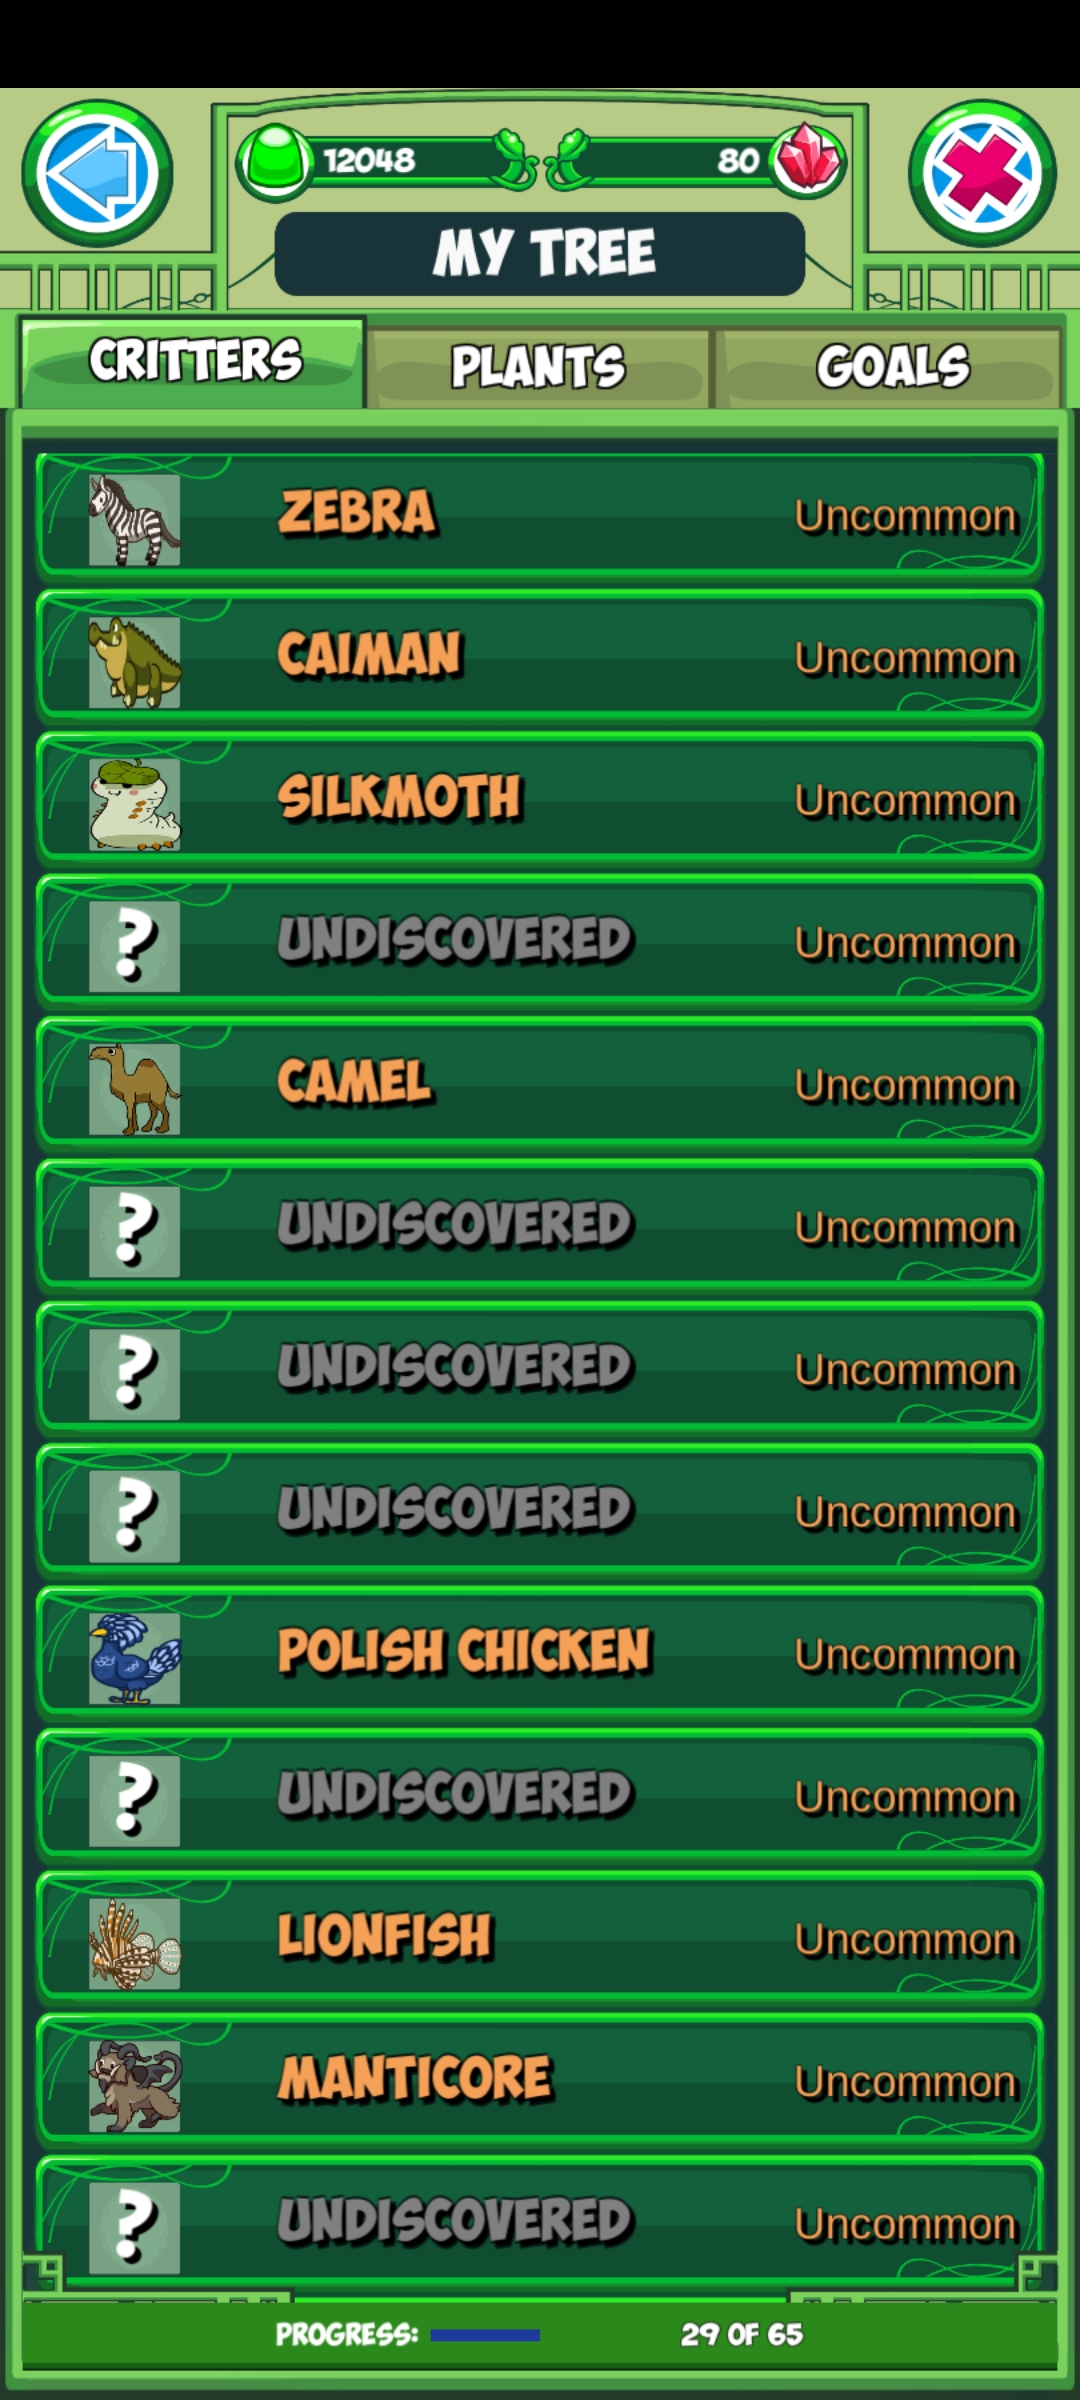 12048
80
MY TREE
CRITTERS
PLANTS
GOALS
ZEBRA Uncommon
CAIMAN Uncommon
SILKMOTH Uncommon
? UNDISCOVERED Uncommon
CAMEL Uncommon
? UNDISCOVERED Uncommon
? UNDISCOVERED Uncommon
? UNDISCOVERED Uncommon
POLISH CHICKEN Uncommon
? UNDISCOVERED Uncommon
LIONFISH Uncommon
MANTICORE Uncommon
? UNDISCOVERED Uncommon
PROGRESS: 29 OF 65